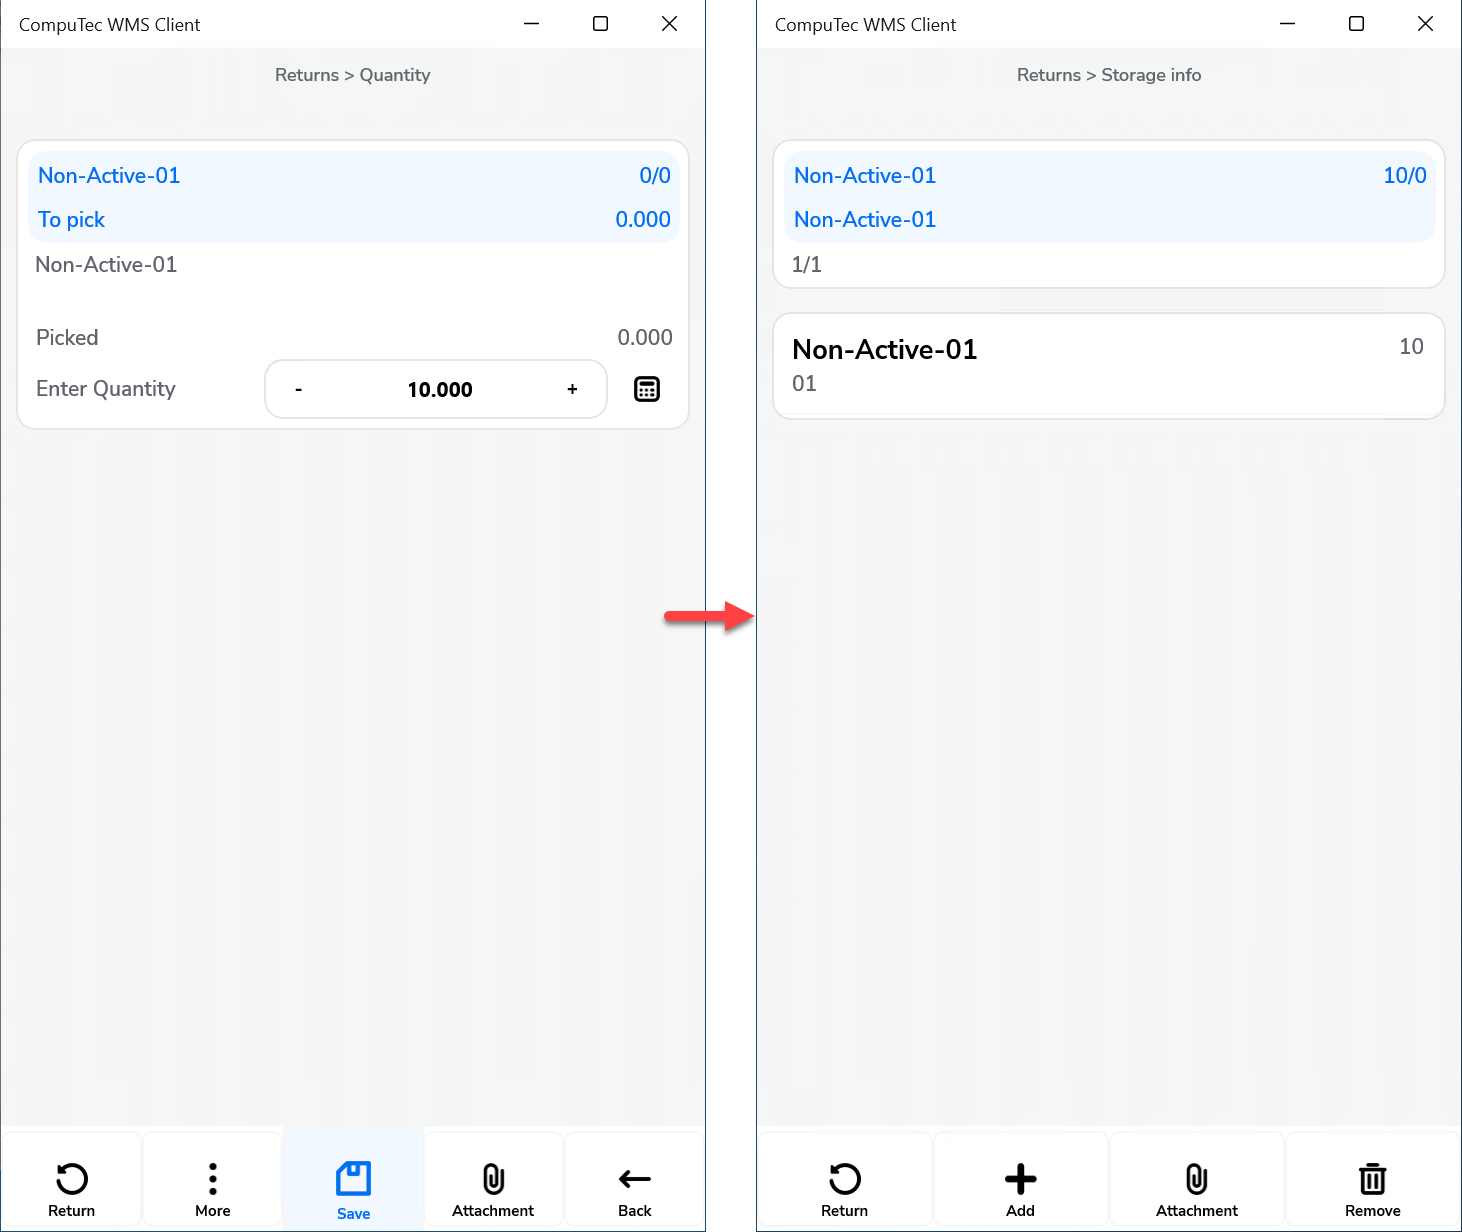 CompuTec WMS Client
Returns > Quantity
Non-Active-01 0/0
To pick 0.000
Non-Active-01
Picked 0.000
Enter Quantity - 10.000 +
Return More Save Attachment Back
CompuTec WMS Client
Returns > Storage info
Non-Active-01 10/0
Non-Active-01
1/1
Non-Active-01 10
01
Return Add Attachment Remove